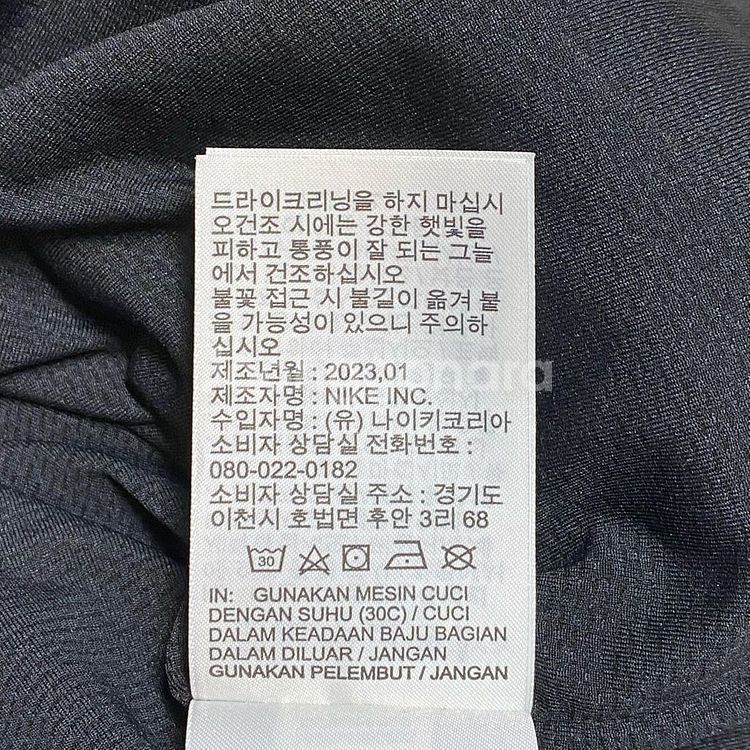 드라이크리닝을 하지 마십시
오건조 시에는 강한 햇빛을
피하고 통풍이 잘 되는 그늘
에서 건조하십시오
불꽃 접근 시 불길이 옮겨 붙
을 가능성이 있으니 주의하
십시오
제조년월 : 2023,01
제조자명 : NIKE INC.
수입자명 : (유) 나이키코리아
소비자 상담실 전화번호 :
080-022-0182
소비자 상담실 주소 : 경기도
이천시 호법면 후안 3리 68
30
IN: GUNAKAN MESIN CUCI
DENGAN SUHU (30C) / CUCI
DALAM KEADAAN BAJU BAGIAN
DALAM DILUAR / JANGAN
GUNAKAN PELEMBUT / JANGAN